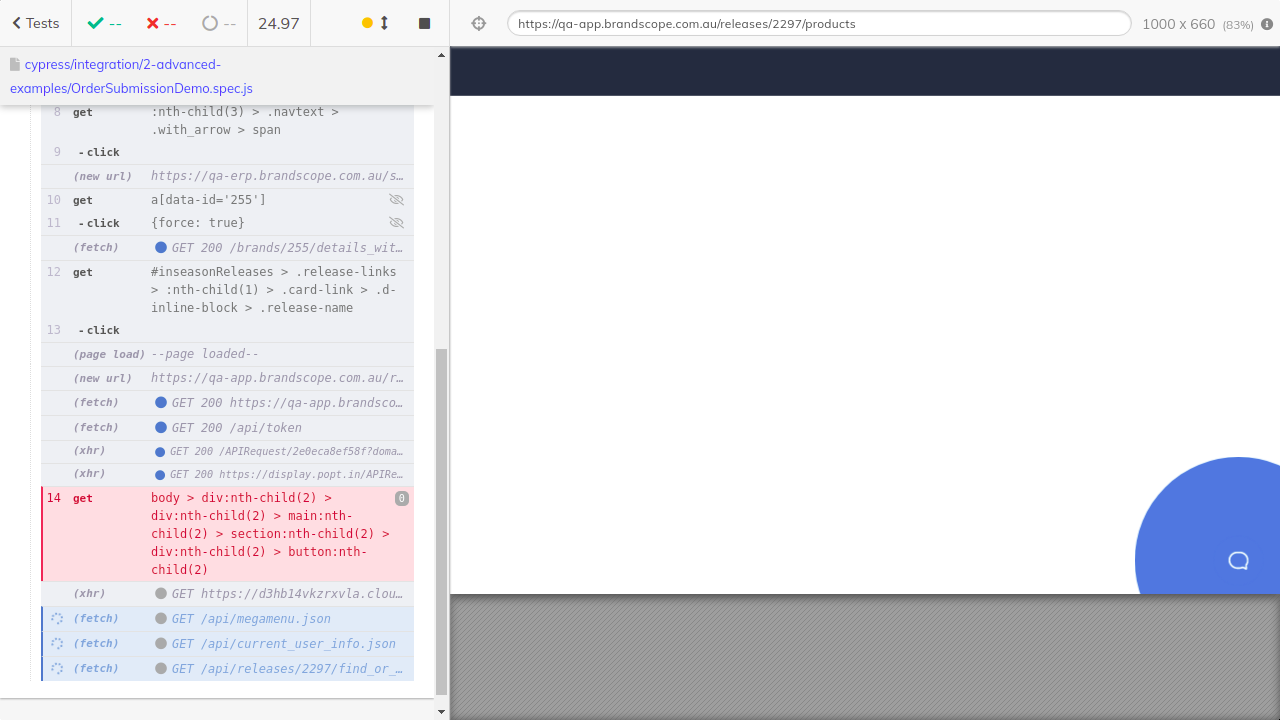 Tests
--
--
--
24.97
https://qa-app.brandscope.com.au/releases/2297/products
1000 x 660 (83%)
cypress/integration/2-advanced-
examples/OrderSubmissionDemo.spec.js
8 get :nth-child(3) > .navtext >
.with_arrow > span
9 - click
(new url) https://qa-erp.brandscope.com.au/s…
10 get a[data-id='255']
11 - click {force: true}
(fetch) GET 200 /brands/255/details_wit…
12 get #inseasonReleases > .release-links
> :nth-child(1) > .card-link > .d-
inline-block > .release-name
13 - click
(page load) --page loaded--
(new url) https://qa-app.brandscope.com.au/r…
(fetch) GET 200 https://qa-app.brandsco…
(fetch) GET 200 /api/token
(xhr) GET 200 /APIRequest/2e0eca8ef58f?doma…
(xhr) GET 200 https://display.popt.in/APIRe…
14 get body > div:nth-child(2) > 0
div:nth-child(2) > main:nth-
child(2) > section:nth-child(2) >
div:nth-child(2) > button:nth-
child(2)
(xhr) GET https://d3hb14vkzrxvla.clou…
(fetch) GET /api/megamenu.json
(fetch) GET /api/current_user_info.json
(fetch) GET /api/releases/2297/find_or_…